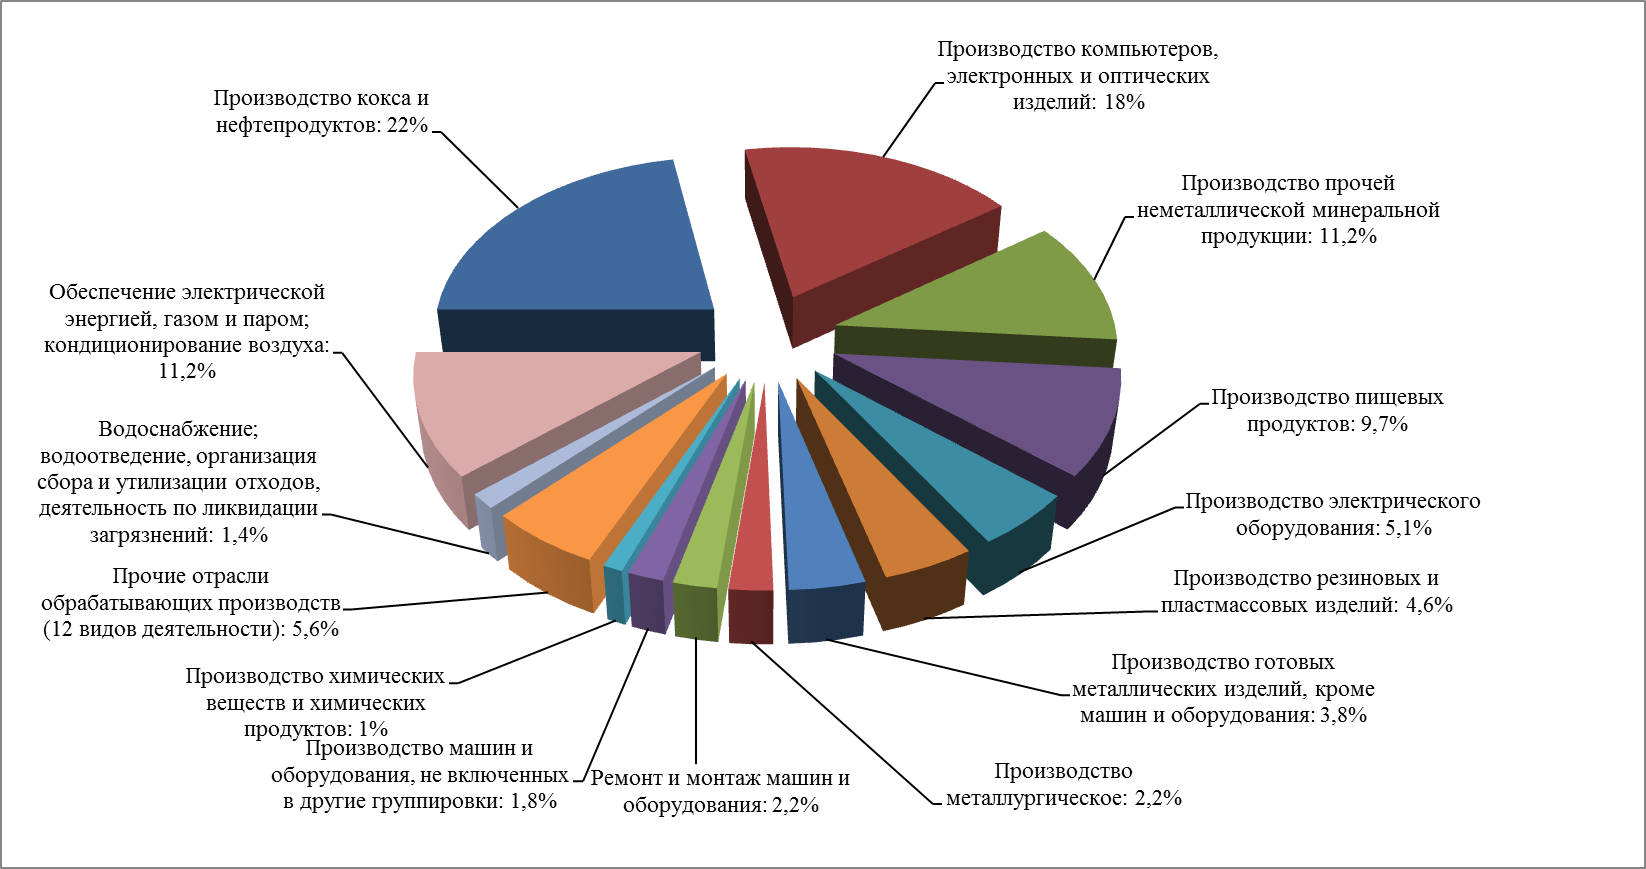 Производство компьютеров,
электронных и оптических
изделий: 18%
Производство кокса и
нефтепродуктов: 22%
Производство прочей
неметаллической минеральной
продукции: 11,2%
Обеспечение электрической
энергией, газом и паром;
кондиционирование воздуха:
11,2%
Производство пищевых
продуктов: 9,7%
Водоснабжение;
водоотведение, организация
сбора и утилизации отходов,
деятельность по ликвидации
загрязнений: 1,4%
Производство электрического
оборудования: 5,1%
Прочие отрасли
обрабатывающих производств
(12 видов деятельности): 5,6%
Производство резиновых и
пластмассовых изделий: 4,6%
Производство химических
веществ и химических
продуктов: 1%
Производство готовых
металлических изделий, кроме
машин и оборудования: 3,8%
Производство машин и
оборудования, не включенных
в другие группировки: 1,8%
Ремонт и монтаж машин и
оборудования: 2,2%
Производство
металлургическое: 2,2%